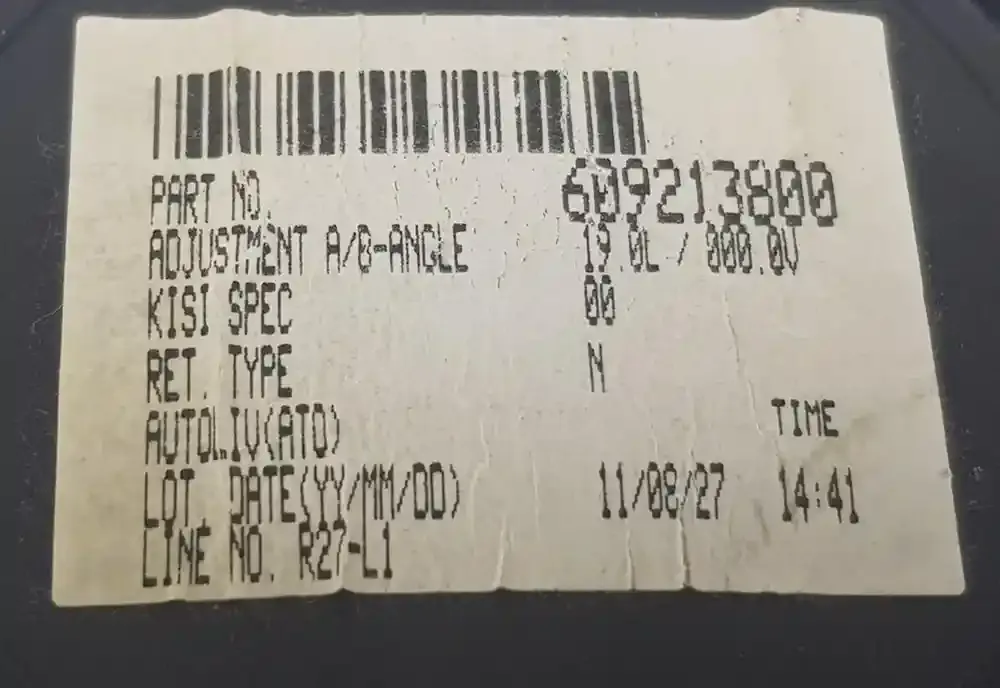 PART NO. 609213800
ADJUSTMENT A/B-ANGLE 19.0L / 000.0V
KISI SPEC 00
RET. TYPE N
AUTOLIV(ATO) TIME
LOT. DATE(YY/MM/DD) 11/08/27 14:41
LINE NO. R27-L1